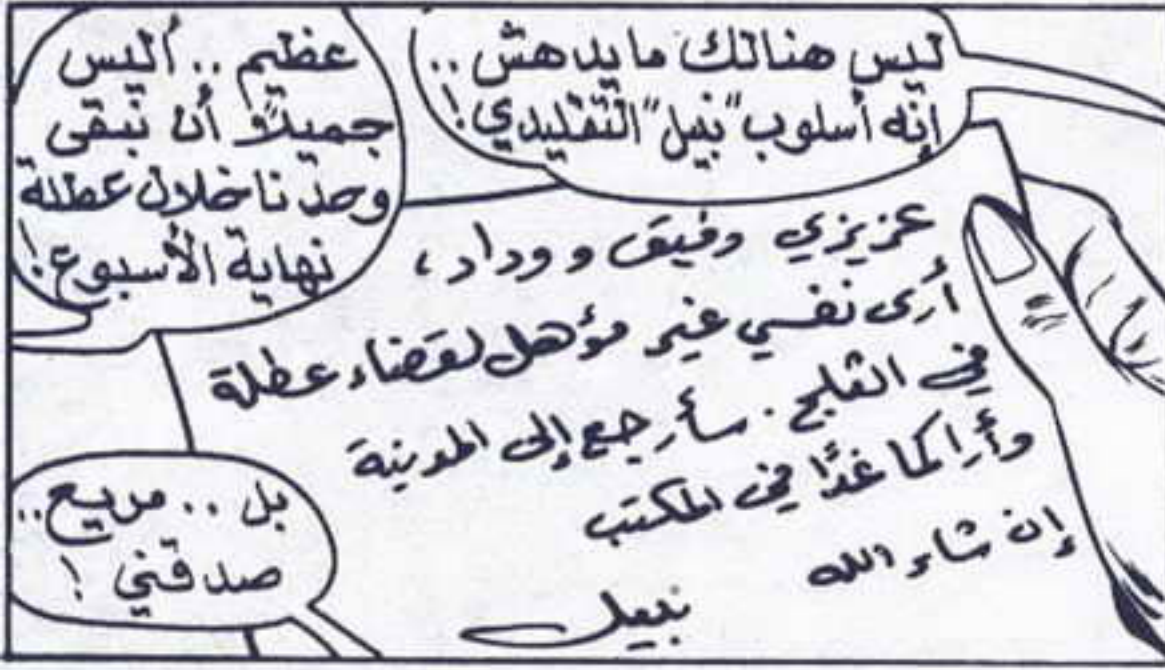 ليس هنالك ما يدهش ..
إنه أسلوب "نبيل" التقليدي!
عظيم .. أليس
جميلاً أن نبقى
وحدنا خلال عطلة
نهاية الأسبوع!
عزيزي رفيق و وداد،
أرى نفسي غير مؤهل لقضاء عطلة
في الثلج. سأرجع إلى المدينة
وأراكما غدًا في المكتب
إن شاء الله
نبيل
بل .. مريع ..
صدقني!